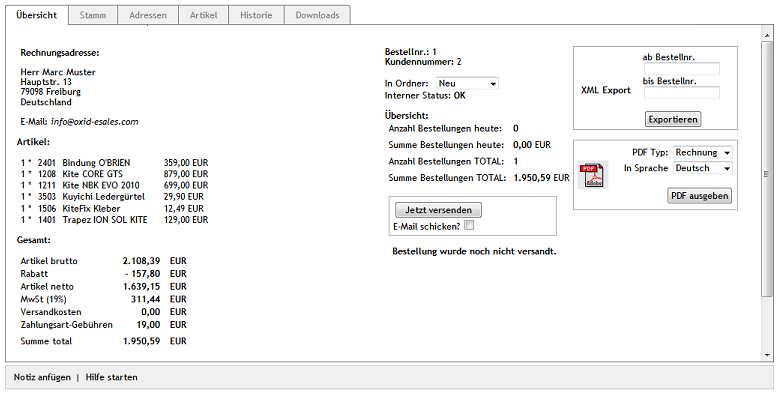 Übersicht Stamm Adressen Artikel Historie Downloads
Rechnungsadresse:
Herr Marc Muster
Hauptstr. 13
79098 Freiburg
Deutschland
E-Mail: info@oxid-esales.com
Artikel:
1 * 2401 Bindung O'BRIEN 359,00 EUR
1 * 1208 Kite CORE GTS 879,00 EUR
1 * 1211 Kite NBK EVO 2010 699,00 EUR
1 * 3503 Kuyichi Ledergürtel 29,90 EUR
1 * 1506 KiteFix Kleber 12,49 EUR
1 * 1401 Trapez ION SOL KITE 129,00 EUR
Gesamt:
Artikel brutto 2.108,39 EUR
Rabatt - 157,80 EUR
Artikel netto 1.639,15 EUR
MwSt (19%) 311,44 EUR
Versandkosten 0,00 EUR
Zahlungsart-Gebühren 19,00 EUR
Summe total 1.950,59 EUR
Bestellnr.: 1
Kundennummer: 2
In Ordner: Neu
Interner Status: OK
Übersicht:
Anzahl Bestellungen heute: 0
Summe Bestellungen heute: 0,00 EUR
Anzahl Bestellungen TOTAL: 1
Summe Bestellungen TOTAL: 1.950,59 EUR
Jetzt versenden
E-Mail schicken?
Bestellung wurde noch nicht versandt.
ab Bestellnr.
bis Bestellnr.
XML Export
Exportieren
PDF Typ: Rechnung
In Sprache Deutsch
PDF
Adobe
PDF ausgeben
Notiz anfügen | Hilfe starten